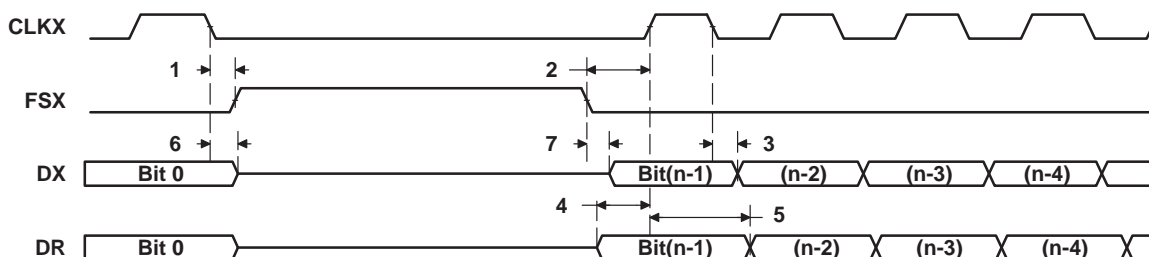 CLKX
1 2
FSX
6 7 3
DX Bit 0 Bit(n-1) (n-2) (n-3) (n-4)
4 5
DR Bit 0 Bit(n-1) (n-2) (n-3) (n-4)